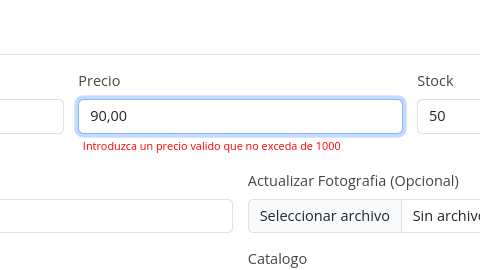 Precio
Stock
90,00
50
Introduzca un precio valido que no exceda de 1000
Actualizar Fotografia (Opcional)
Seleccionar archivo
Sin archivo
Catalogo